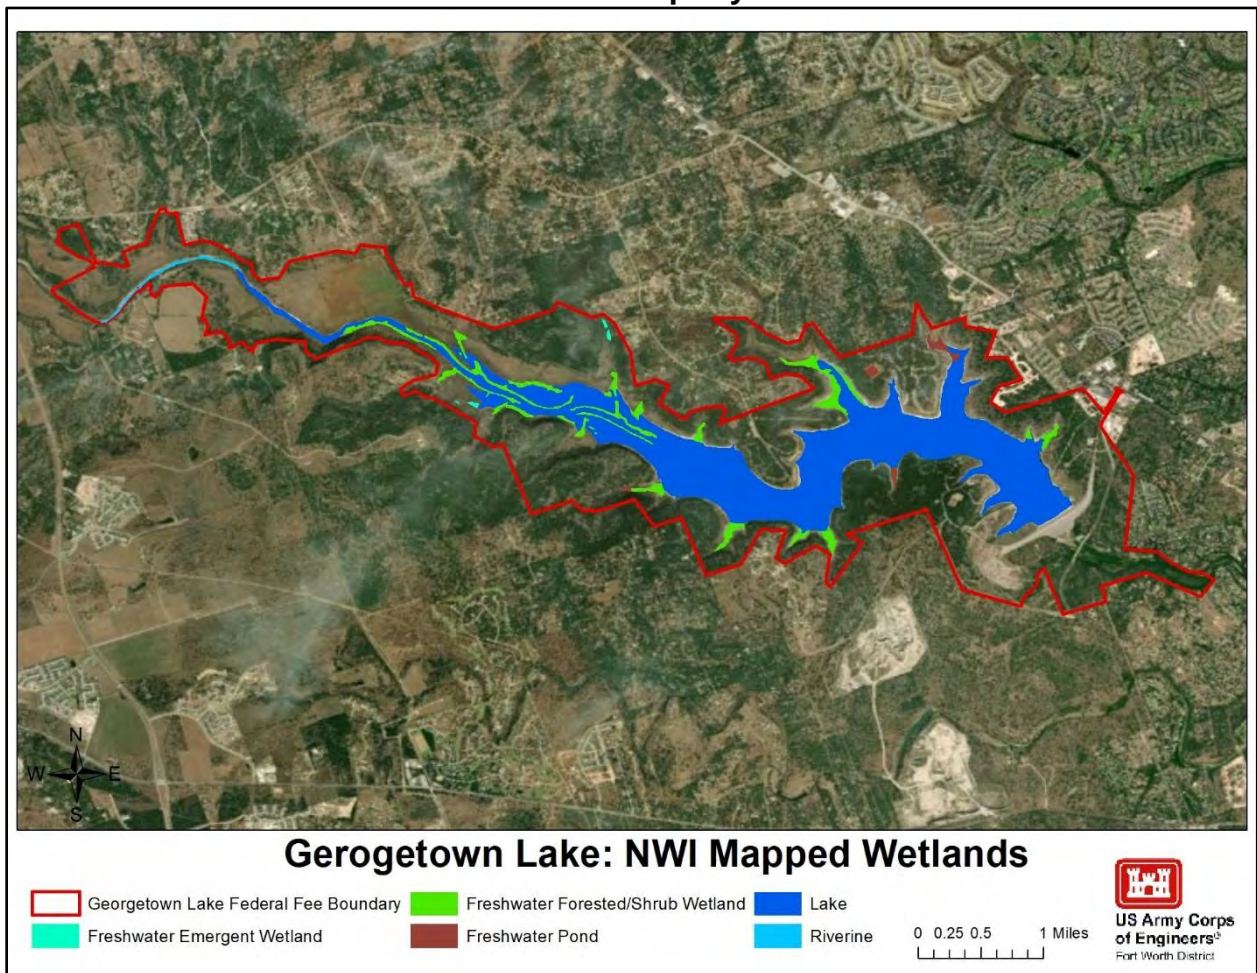 N
W E
S
Gerogetown Lake: NWI Mapped Wetlands
Georgetown Lake Federal Fee Boundary
Freshwater Forested/Shrub Wetland
Lake
Freshwater Emergent Wetland
Freshwater Pond
Riverine
0 0.25 0.5 1 Miles
US Army Corps
of Engineers®
Fort Worth District